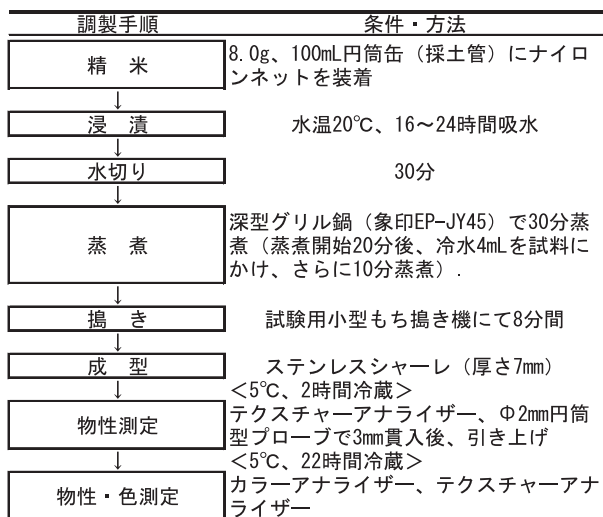 調製手順 条件・方法
精 米
8.0g、100mL円筒缶（採土管）にナイロ
ンネットを装着
↓
浸 漬 水温20℃、16～24時間吸水
↓
水切り 30分
↓
蒸 煮
深型グリル鍋（象印EP-JY45）で30分蒸
煮（蒸煮開始20分後、冷水4mLを試料に
かけ、さらに10分蒸煮）.
↓
搗 き 試験用小型もち搗き機にて8分間
↓
成 型 ステンレスシャーレ（厚さ7mm）
↓ ＜5℃、2時間冷蔵＞
物性測定
テクスチャーアナライザー、Φ2mm円筒
型プローブで3mm貫入後、引き上げ
↓ ＜5℃、22時間冷蔵＞
物性・色測定
カラーアナライザー、テクスチャーアナ
ライザー